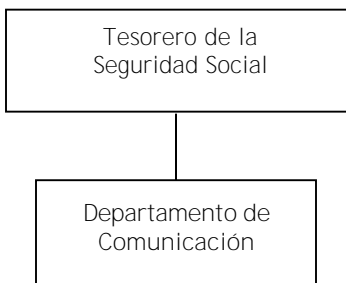 Tesorero de la
Seguridad Social
Departamento de
Comunicación